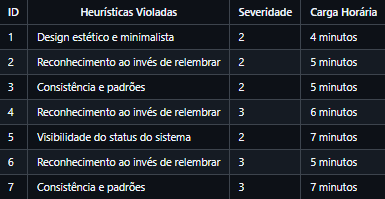 ID Heurísticas Violadas Severidade Carga Horária
1 Design estético e minimalista 2 4 minutos
2 Reconhecimento ao invés de relembrar 2 5 minutos
3 Consistência e padrões 2 5 minutos
4 Reconhecimento ao invés de relembrar 3 6 minutos
5 Visibilidade do status do sistema 2 7 minutos
6 Reconhecimento ao invés de relembrar 3 5 minutos
7 Consistência e padrões 3 7 minutos